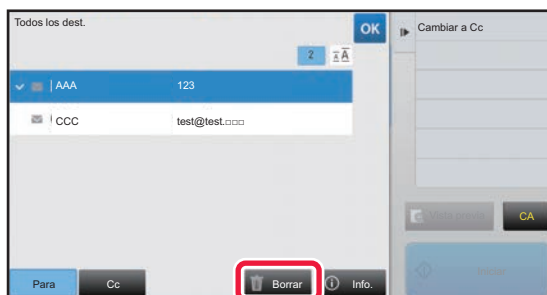 Todos los dest.
OK
Cambiar a Cc
2
AAA 123
CCC test@test.□□□
CA
Para
Cc
Borrar
Info.